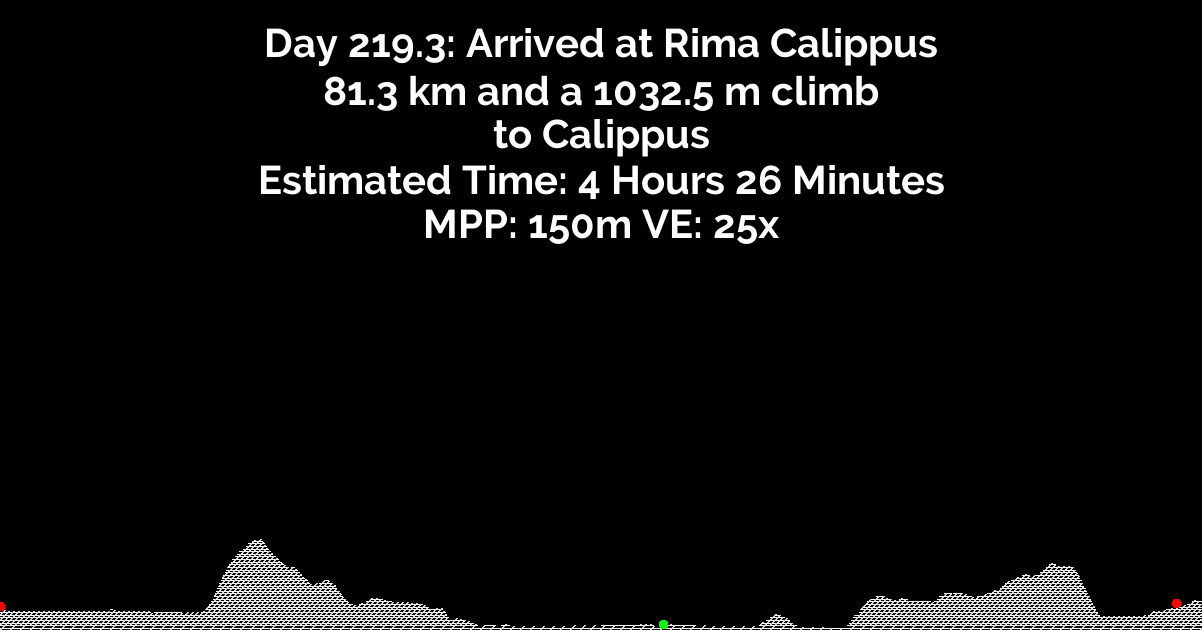 Day 219.3: Arrived at Rima Calippus
81.3 km and a 1032.5 m climb
to Calippus
Estimated Time: 4 Hours 26 Minutes
MPP: 150m VE: 25x